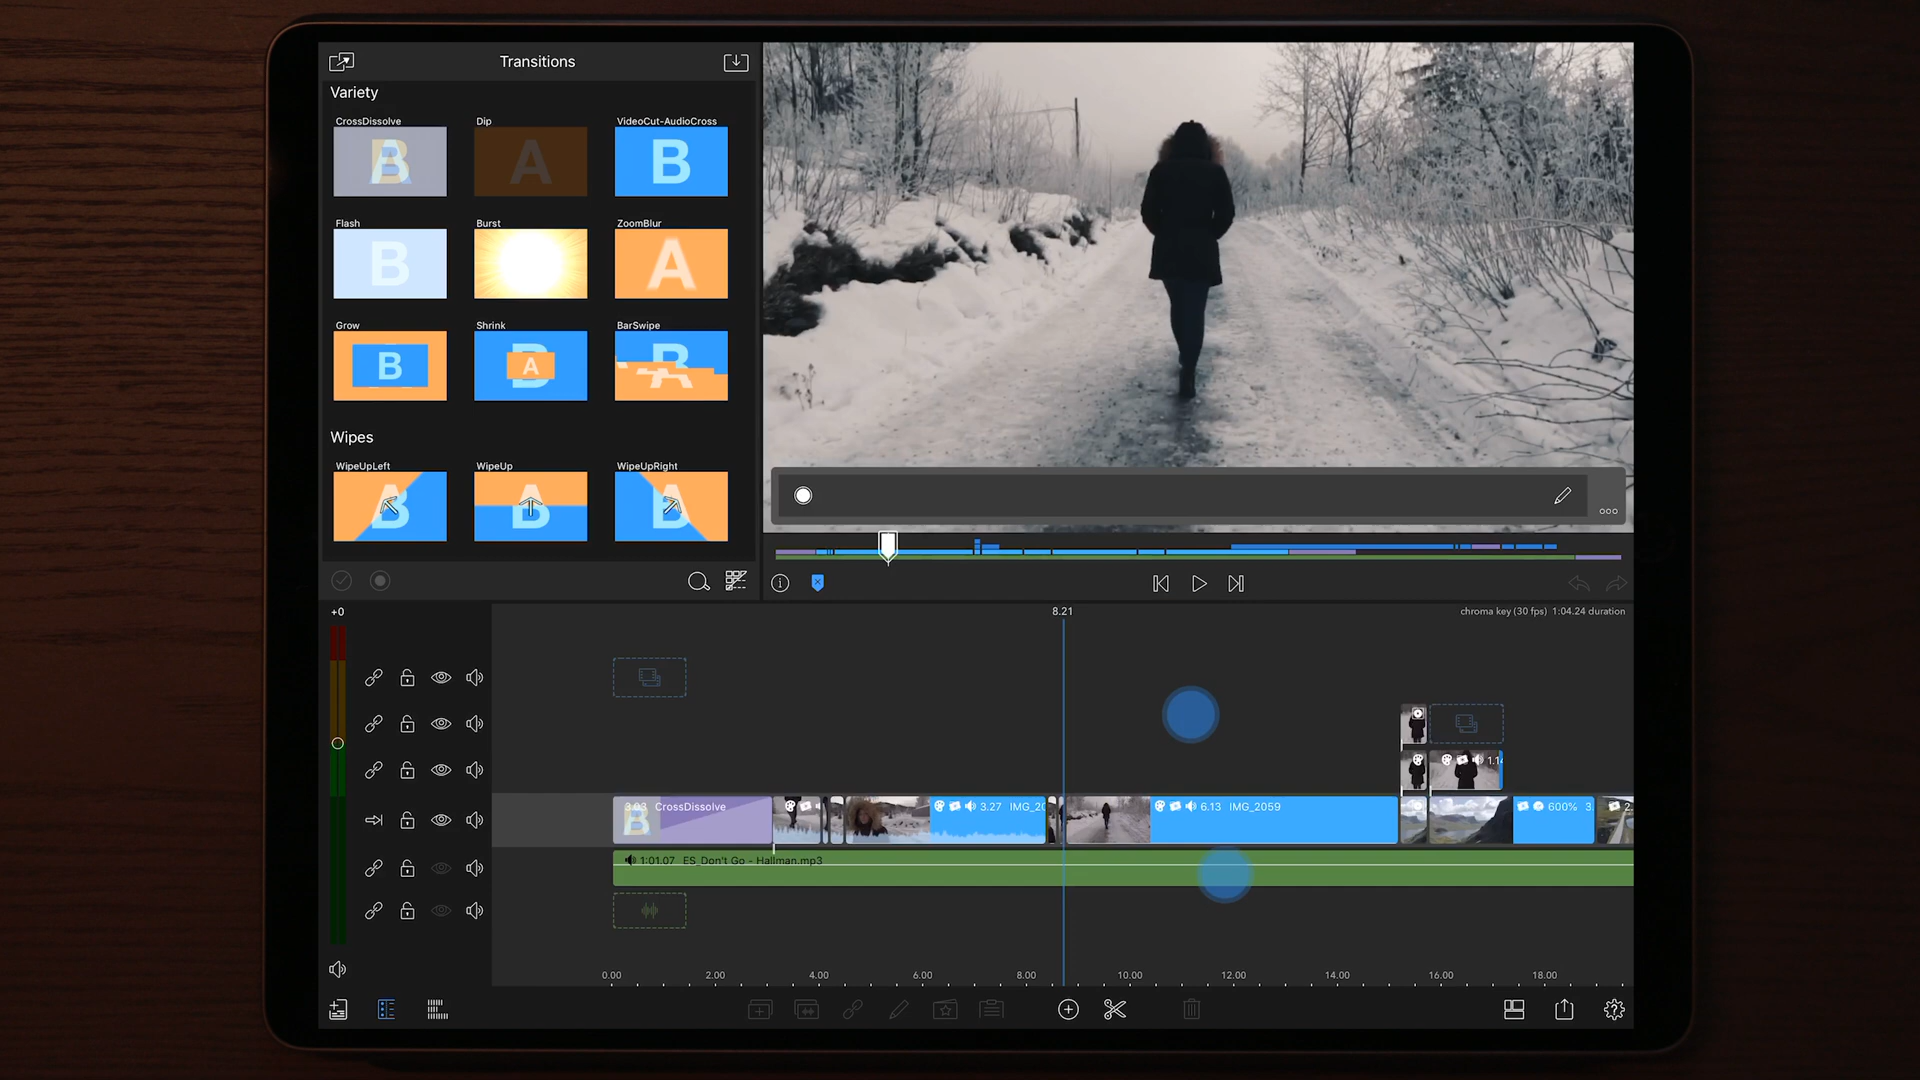 Transitions
Variety
CrossDissolve
Dip
VideoCut-AudioCross
B
A
B
Flash
Burst
ZoomBlur
B
A
Grow
Shrink
BarSwipe
B
A
Wipes
WipeUpLeft
WipeUp
WipeUpRight
+0
8.21
chroma key (30 fps) 1:04.24 duration
CrossDissolve
3.27
6.13 IMG_2059
600%
1:01.07 ES_Don't Go - Hallman.mp3
0.00 2.00 4.00 6.00 8.00 10.00 12.00 14.00 16.00 18.00